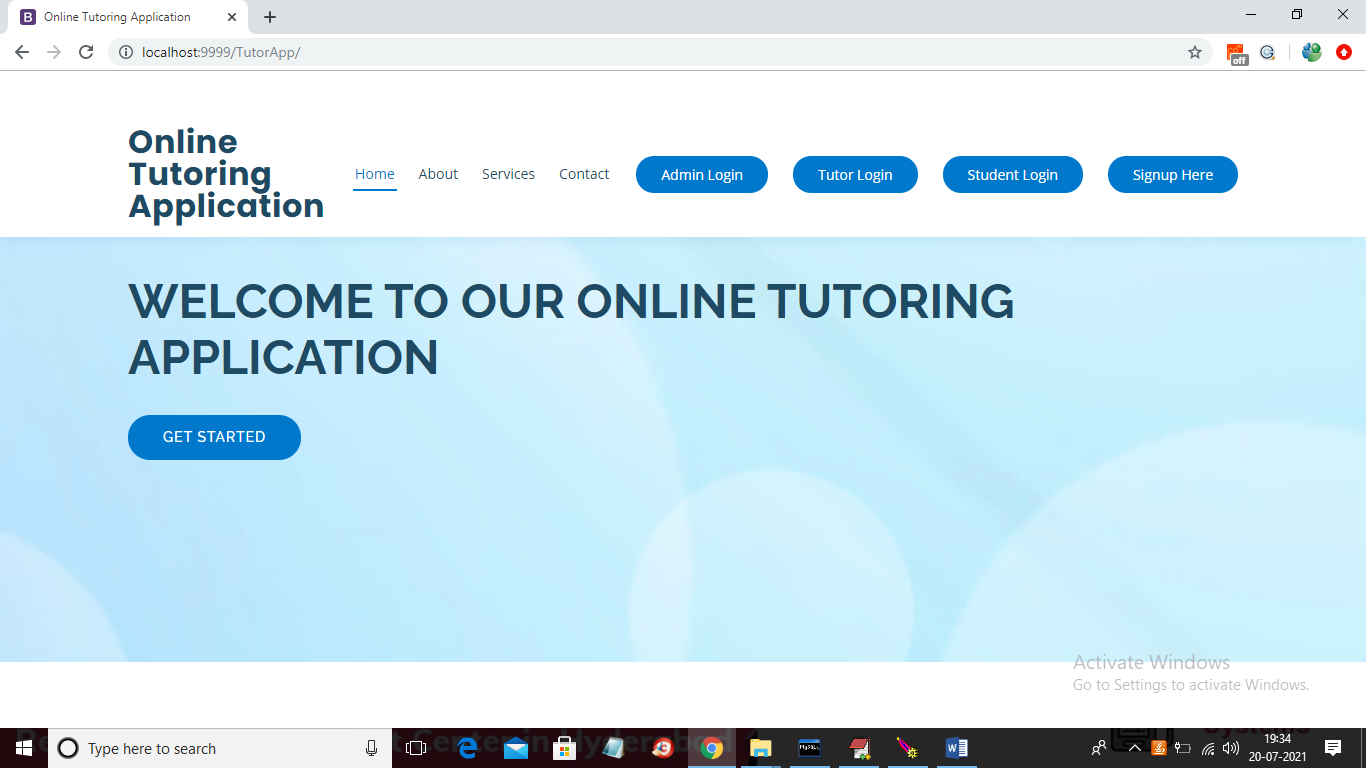 Online Tutoring Application
localhost:9999/TutorApp/
off
Online
Tutoring
Application
Home About Services Contact Admin Login Tutor Login Student Login Signup Here
WELCOME TO OUR ONLINE TUTORING
APPLICATION
GET STARTED
Activate Windows
Go to Settings to activate Windows.
Type here to search
MySQL
19:34
20-07-2021